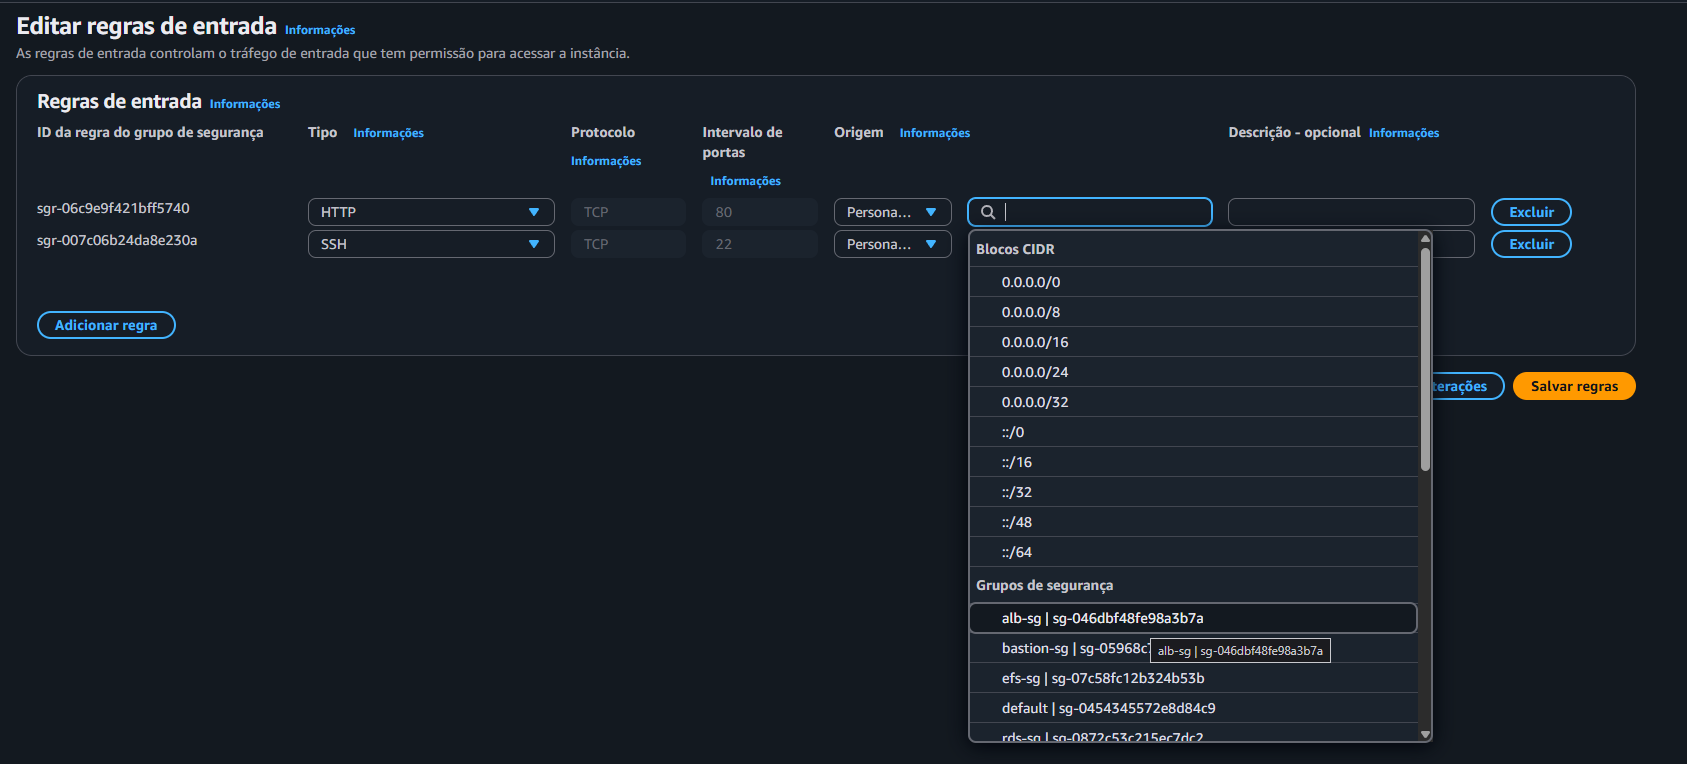 Editar regras de entrada Informações
As regras de entrada controlam o tráfego de entrada que tem permissão para acessar a instância.
Regras de entrada Informações
ID da regra do grupo de segurança Tipo Informações Protocolo Informações Intervalo de portas Informações Origem Informações Descrição - opcional Informações
sgr-06c9e9f421bff5740 HTTP TCP 80 Persona... Excluir
sgr-007c06b24da8e230a SSH TCP 22 Persona... Excluir
Blocos CIDR
0.0.0.0/0
0.0.0.0/8
0.0.0.0/16
0.0.0.0/24
0.0.0.0/32
::/0
::/16
::/32
::/48
::/64
Grupos de segurança
alb-sg | sg-046dbf48fe98a3b7a
bastion-sg | sg-05968c
alb-sg | sg-046dbf48fe98a3b7a
efs-sg | sg-07c58fc12b324b53b
default | sg-0454345572e8d84c9
rds-sg | sg-0872c53c215ec7dc2
Adicionar regra
terações Salvar regras